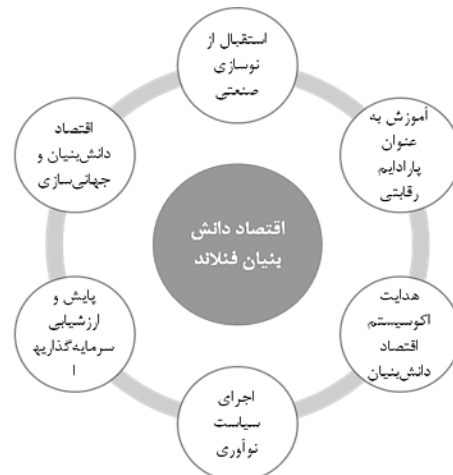 استقبال از
نوسازی
صنعتی
آموزش به
عنوان
پارادایم
رقابتی
هدایت
اکوسیستم
اقتصاد
دانش‌بنیان
اجرای
سیاست
نوآوری
پایش و
ارزشیابی
سرمایه‌گذاریه
ا
اقتصاد
دانش‌بنیان و
جهانی‌سازی
اقتصاد دانش
بنیان فنلاند